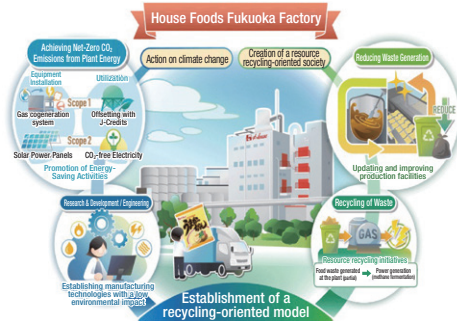 House Foods Fukuoka Factory
Achieving Net-Zero CO₂
Emissions from Plant Energy
Equipment
Installation
Utilization
Scope 1
Gas cogeneration
system
Offsetting with
J-Credits
Scope 2
Solar Power Panels
CO₂-free Electricity
Promotion of Energy-
Saving Activities
Action on climate change
Creation of a resource
recycling-oriented society
Reducing Waste Generation
REDUCE
Updating and improving
production facilities
Research & Development / Engineering
Establishing manufacturing
technologies with a low
environmental impact
Recycling of Waste
GAS
Resource recycling initiatives
Food waste generated
at the plant (partial)
Power generation
(methane fermentation)
Establishment of a
recycling-oriented model